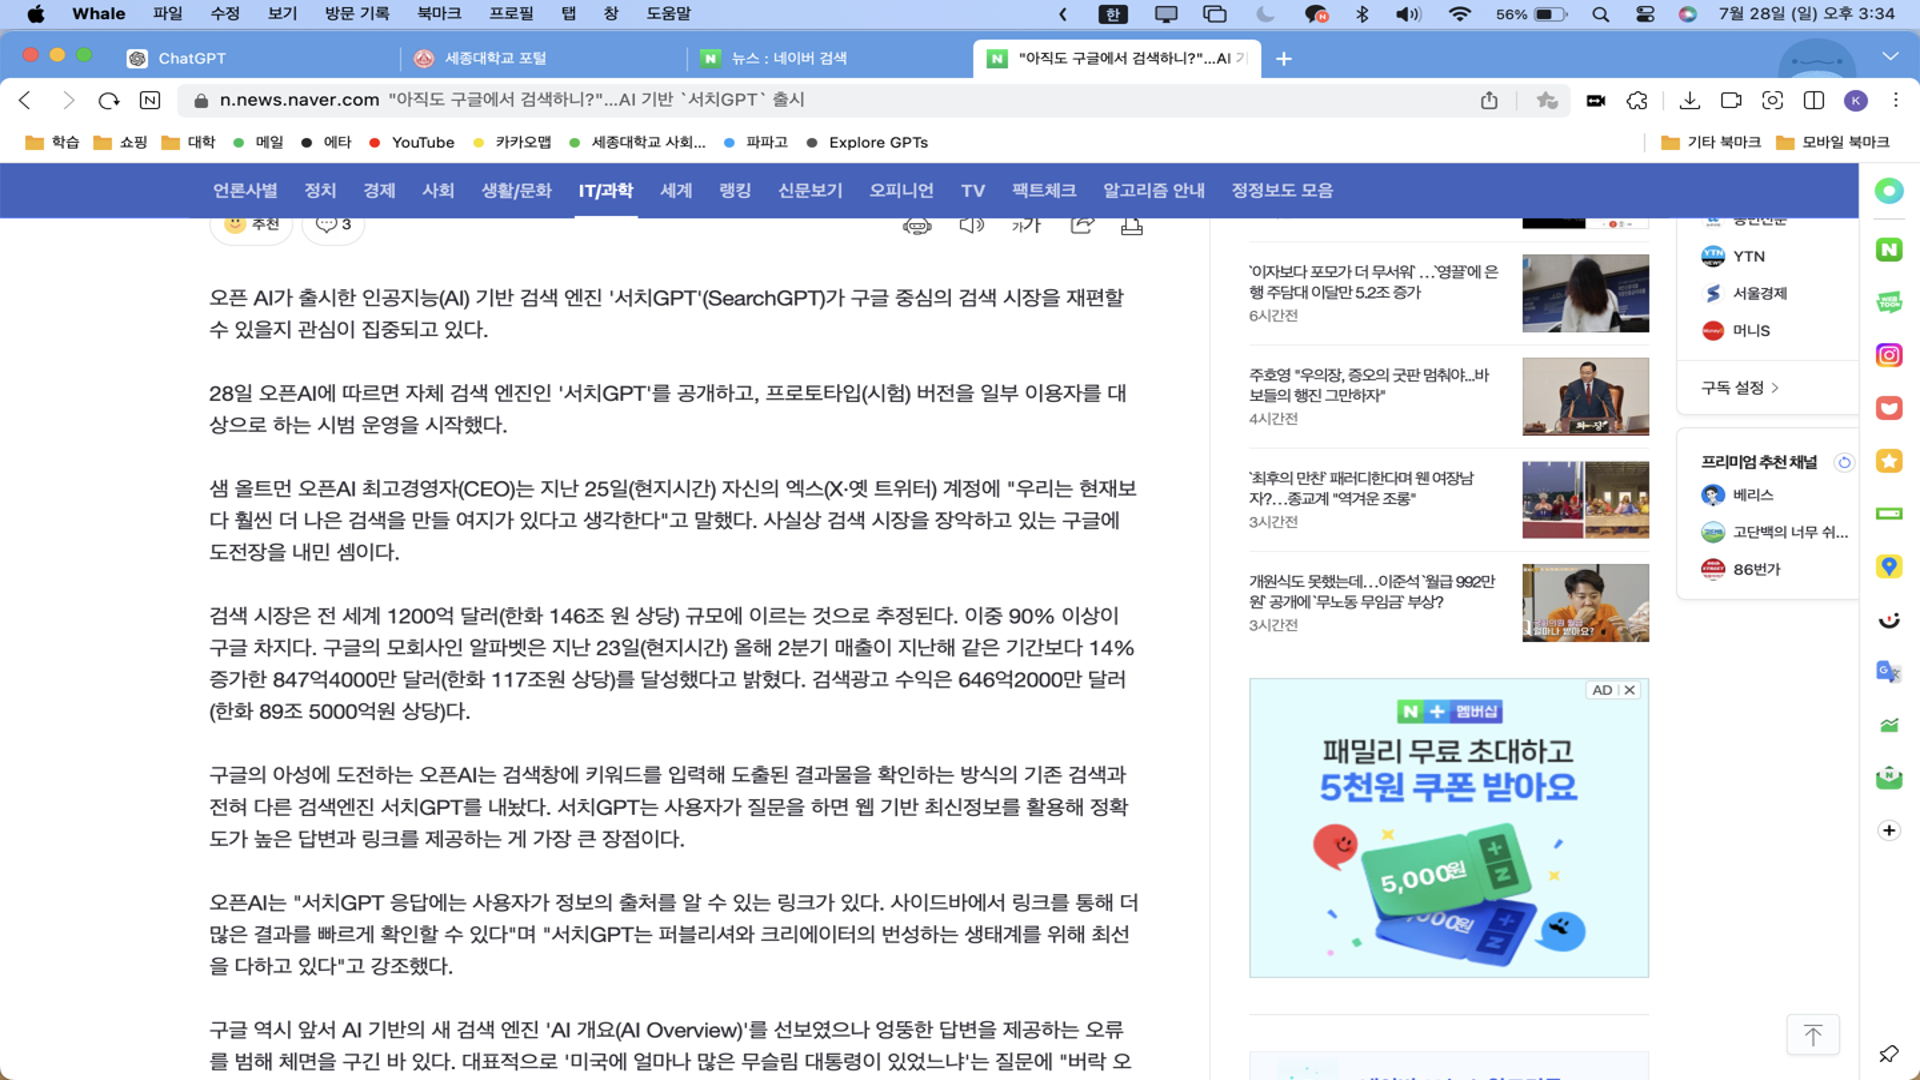 Whale 파일 수정 보기 방문 기록 북마크 프로필 탭 창 도움말 한 56% 7월 28일 (일) 오후 3:34
ChatGPT 세종대학교 포털 뉴스 : 네이버 검색 "아직도 구글에서 검색하니?"...AI 기
n.news.naver.com "아직도 구글에서 검색하니?"...AI 기반 `서치GPT` 출시
학습 쇼핑 대학 메일 에타 YouTube 카카오맵 세종대학교 사회... 파파고 Explore GPTs 기타 북마크 모바일 북마크
언론사별 정치 경제 사회 생활/문화 IT/과학 세계 랭킹 신문보기 오피니언 TV 팩트체크 알고리즘 안내 정정보도 모음
추천 3 가가
오픈 AI가 출시한 인공지능(AI) 기반 검색 엔진 '서치GPT'(SearchGPT)가 구글 중심의 검색 시장을 재편할
수 있을지 관심이 집중되고 있다.
28일 오픈AI에 따르면 자체 검색 엔진인 '서치GPT'를 공개하고, 프로토타입(시험) 버전을 일부 이용자를 대
상으로 하는 시범 운영을 시작했다.
샘 올트먼 오픈AI 최고경영자(CEO)는 지난 25일(현지시간) 자신의 엑스(X·옛 트위터) 계정에 "우리는 현재보
다 훨씬 더 나은 검색을 만들 여지가 있다고 생각한다"고 말했다. 사실상 검색 시장을 장악하고 있는 구글에
도전장을 내민 셈이다.
검색 시장은 전 세계 1200억 달러(한화 146조 원 상당) 규모에 이르는 것으로 추정된다. 이중 90% 이상이
구글 차지다. 구글의 모회사인 알파벳은 지난 23일(현지시간) 올해 2분기 매출이 지난해 같은 기간보다 14%
증가한 847억4000만 달러(한화 117조원 상당)를 달성했다고 밝혔다. 검색광고 수익은 646억2000만 달러
(한화 89조 5000억원 상당)다.
구글의 아성에 도전하는 오픈AI는 검색창에 키워드를 입력해 도출된 결과물을 확인하는 방식의 기존 검색과
전혀 다른 검색엔진 서치GPT를 내놨다. 서치GPT는 사용자가 질문을 하면 웹 기반 최신정보를 활용해 정확
도가 높은 답변과 링크를 제공하는 게 가장 큰 장점이다.
오픈AI는 "서치GPT 응답에는 사용자가 정보의 출처를 알 수 있는 링크가 있다. 사이드바에서 링크를 통해 더
많은 결과를 빠르게 확인할 수 있다"며 "서치GPT는 퍼블리셔와 크리에이터의 번성하는 생태계를 위해 최선
을 다하고 있다"고 강조했다.
구글 역시 앞서 AI 기반의 새 검색 엔진 'AI 개요(AI Overview)'를 선보였으나 엉뚱한 답변을 제공하는 오류
를 범해 체면을 구긴 바 있다. 대표적으로 '미국에 얼마나 많은 무슬림 대통령이 있었느냐'는 질문에 "버락 오
`이자보다 포모가 더 무서워` …`영끌'에 은
행 주담대 이달만 5.2조 증가
6시간전
주호영 "우의장, 증오의 굿판 멈춰야...바
보들의 행진 그만하자"
4시간전
`최후의 만찬` 패러디한다며 웬 여장남
자?…종교계 "역겨운 조롱"
3시간전
개원식도 못했는데…이준석 `월급 992만
원` 공개에 `무노동 무임금` 부상?
3시간전
국회의원 월급
얼마나 받아요?
AD
N + 멤버십
패밀리 무료 초대하고
5천원 쿠폰 받아요
5,000원
YTN
서울경제
머니S
구독 설정
프리미엄 추천 채널
베리스
고단백의 너무 쉬...
86번가
WEB
TOON